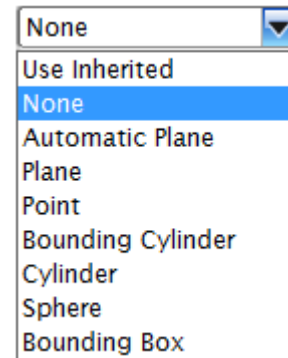 None
Use Inherited
None
Automatic Plane
Plane
Point
Bounding Cylinder
Cylinder
Sphere
Bounding Box